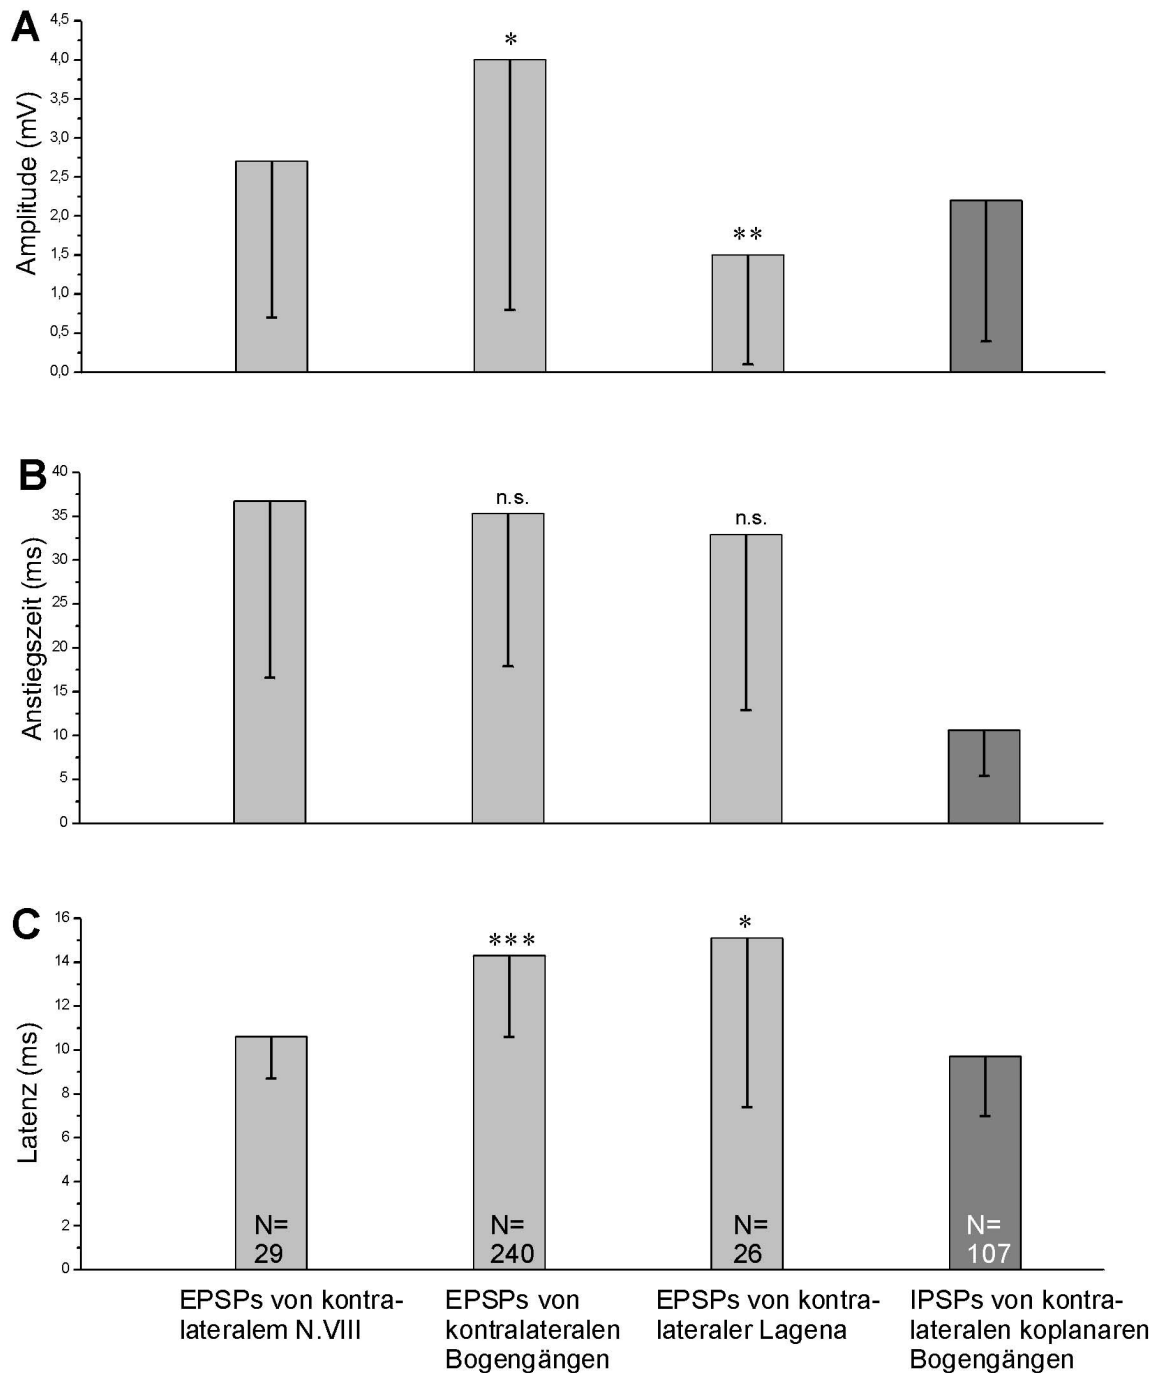 A
4,5
4,0
3,5
3,0
2,5
2,0
1,5
1,0
0,5
0,0
Amplitude (mV)
*
**
B
40
35
30
25
20
15
10
5
0
Anstiegszeit (ms)
n.s.
n.s.
C
16
14
12
10
8
6
4
2
0
Latenz (ms)
***
*
N=
29
N=
240
N=
26
N=
107
EPSPs von kontra-
lateralem N.VIII
EPSPs von
kontralateralen
Bogengängen
EPSPs von kontra-
lateraler Lagena
IPSPs von kontra-
lateralen koplanaren
Bogengängen